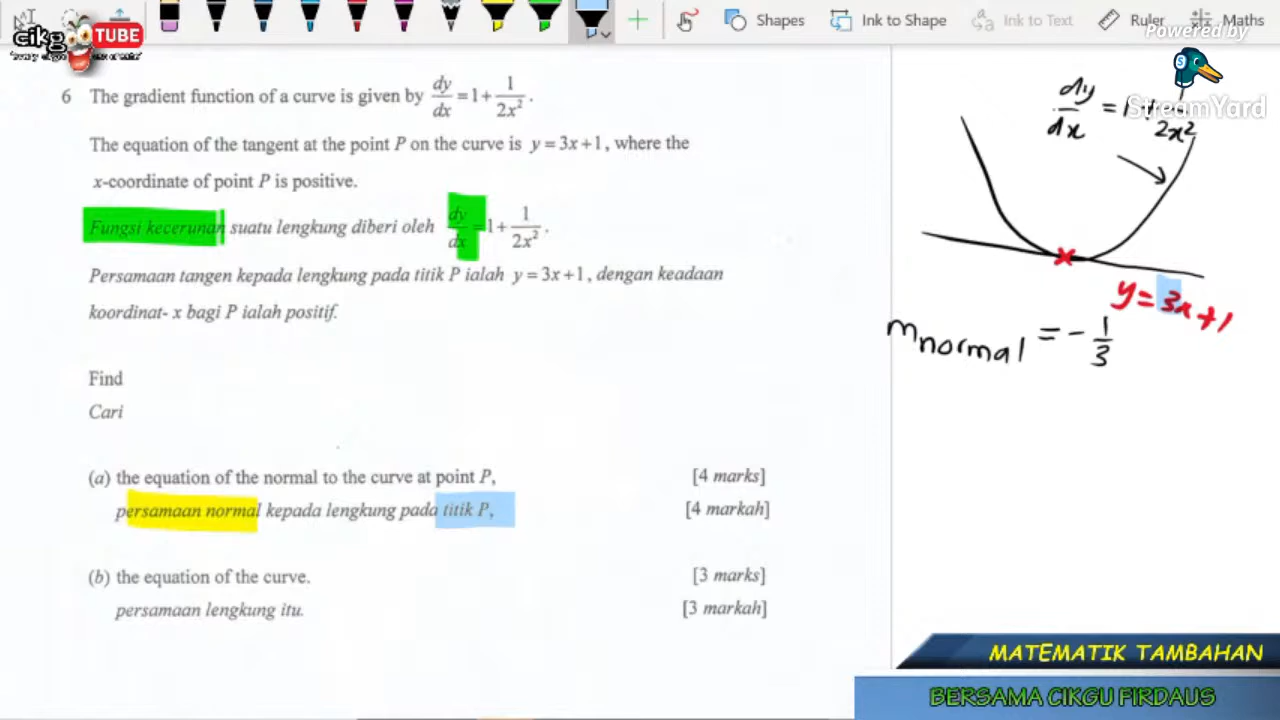 Shapes
Ink to Shape
Ink to Text
Ruler
Maths
cikgooTUBE
Powered by
StreamYard
6 The gradient function of a curve is given by dy/dx = 1 + 1/2x².
The equation of the tangent at the point P on the curve is y = 3x + 1, where the
x-coordinate of point P is positive.
Fungsi kecerunan suatu lengkung diberi oleh dy/dx = 1 + 1/2x².
Persamaan tangen kepada lengkung pada titik P ialah y = 3x + 1, dengan keadaan
koordinat- x bagi P ialah positif.
Find
Cari
(a) the equation of the normal to the curve at point P, [4 marks]
persamaan normal kepada lengkung pada titik P, [4 markah]
(b) the equation of the curve. [3 marks]
persamaan lengkung itu. [3 markah]
dy/dx = 1 + 1/2x²
y = 3x + 1
mnormal = - 1/3
MATEMATIK TAMBAHAN
BERSAMA CIKGU FIRDAUS